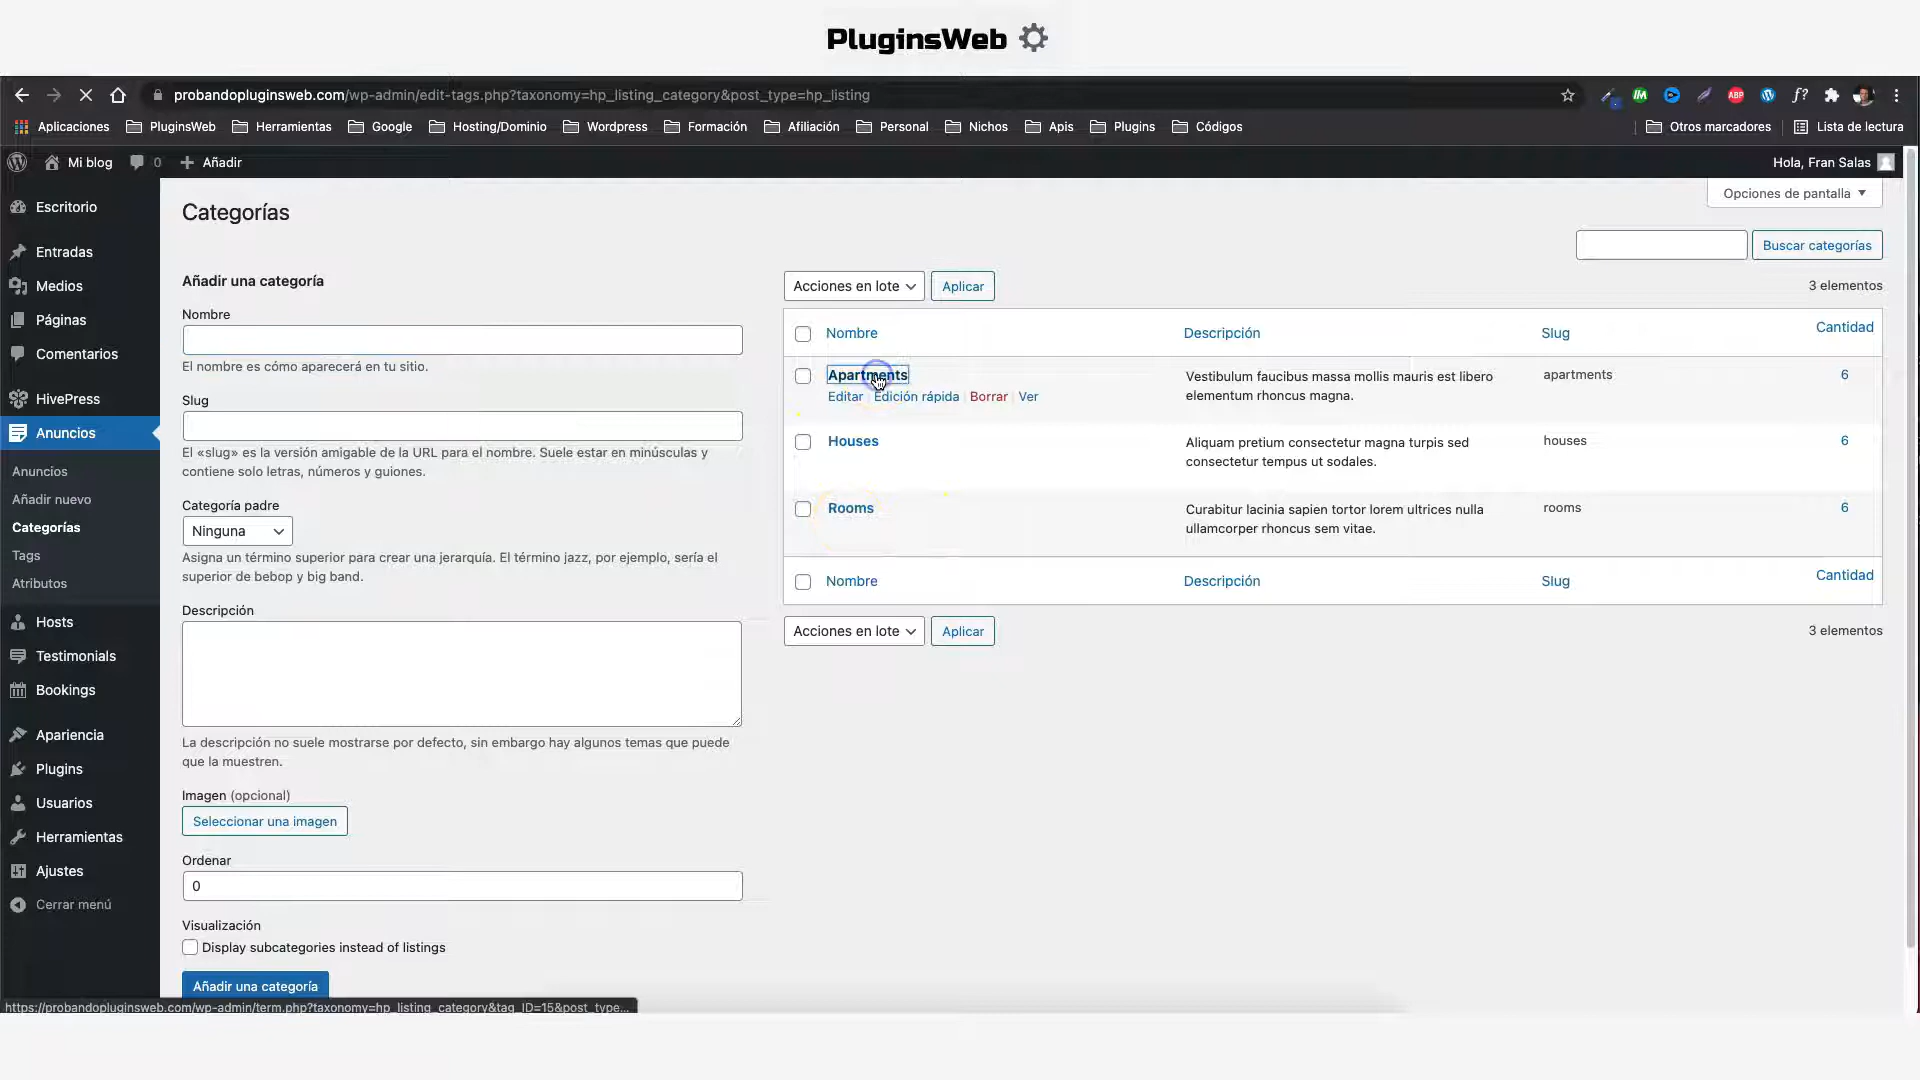 PluginsWeb
probandopluginsweb.com/wp-admin/edit-tags.php?taxonomy=hp_listing_category&post_type=hp_listing
ABP
f?
Aplicaciones
PluginsWeb
Herramientas
Google
Hosting/Dominio
Wordpress
Formación
Afiliación
Personal
Nichos
Apis
Plugins
Códigos
Otros marcadores
Lista de lectura
Mi blog
0
Añadir
Hola, Fran Salas
Escritorio
Entradas
Medios
Páginas
Comentarios
HivePress
Anuncios
Anuncios
Añadir nuevo
Categorías
Tags
Atributos
Hosts
Testimonials
Bookings
Apariencia
Plugins
Usuarios
Herramientas
Ajustes
Cerrar menú
Opciones de pantalla
Categorías
Buscar categorías
Añadir una categoría
Nombre
El nombre es cómo aparecerá en tu sitio.
Slug
El «slug» es la versión amigable de la URL para el nombre. Suele estar en minúsculas y
contiene solo letras, números y guiones.
Categoría padre
Ninguna
Asigna un término superior para crear una jerarquía. El término jazz, por ejemplo, sería el
superior de bebop y big band.
Descripción
La descripción no suele mostrarse por defecto, sin embargo hay algunos temas que puede
que la muestren.
Imagen (opcional)
Seleccionar una imagen
Ordenar
0
Visualización
Display subcategories instead of listings
Añadir una categoría
Acciones en lote
Aplicar
3 elementos
Nombre
Descripción
Slug
Cantidad
Apartments
Editar | Edición rápida | Borrar | Ver
Vestibulum faucibus massa mollis mauris est libero
elementum rhoncus magna.
apartments
6
Houses
Aliquam pretium consectetur magna turpis sed
consectetur tempus ut sodales.
houses
6
Rooms
Curabitur lacinia sapien tortor lorem ultrices nulla
ullamcorper rhoncus sem vitae.
rooms
6
Nombre
Descripción
Slug
Cantidad
Acciones en lote
Aplicar
3 elementos
https://probandopluginsweb.com/wp-admin/term.php?taxonomy=hp_listing_category&tag_ID=15&post_type...